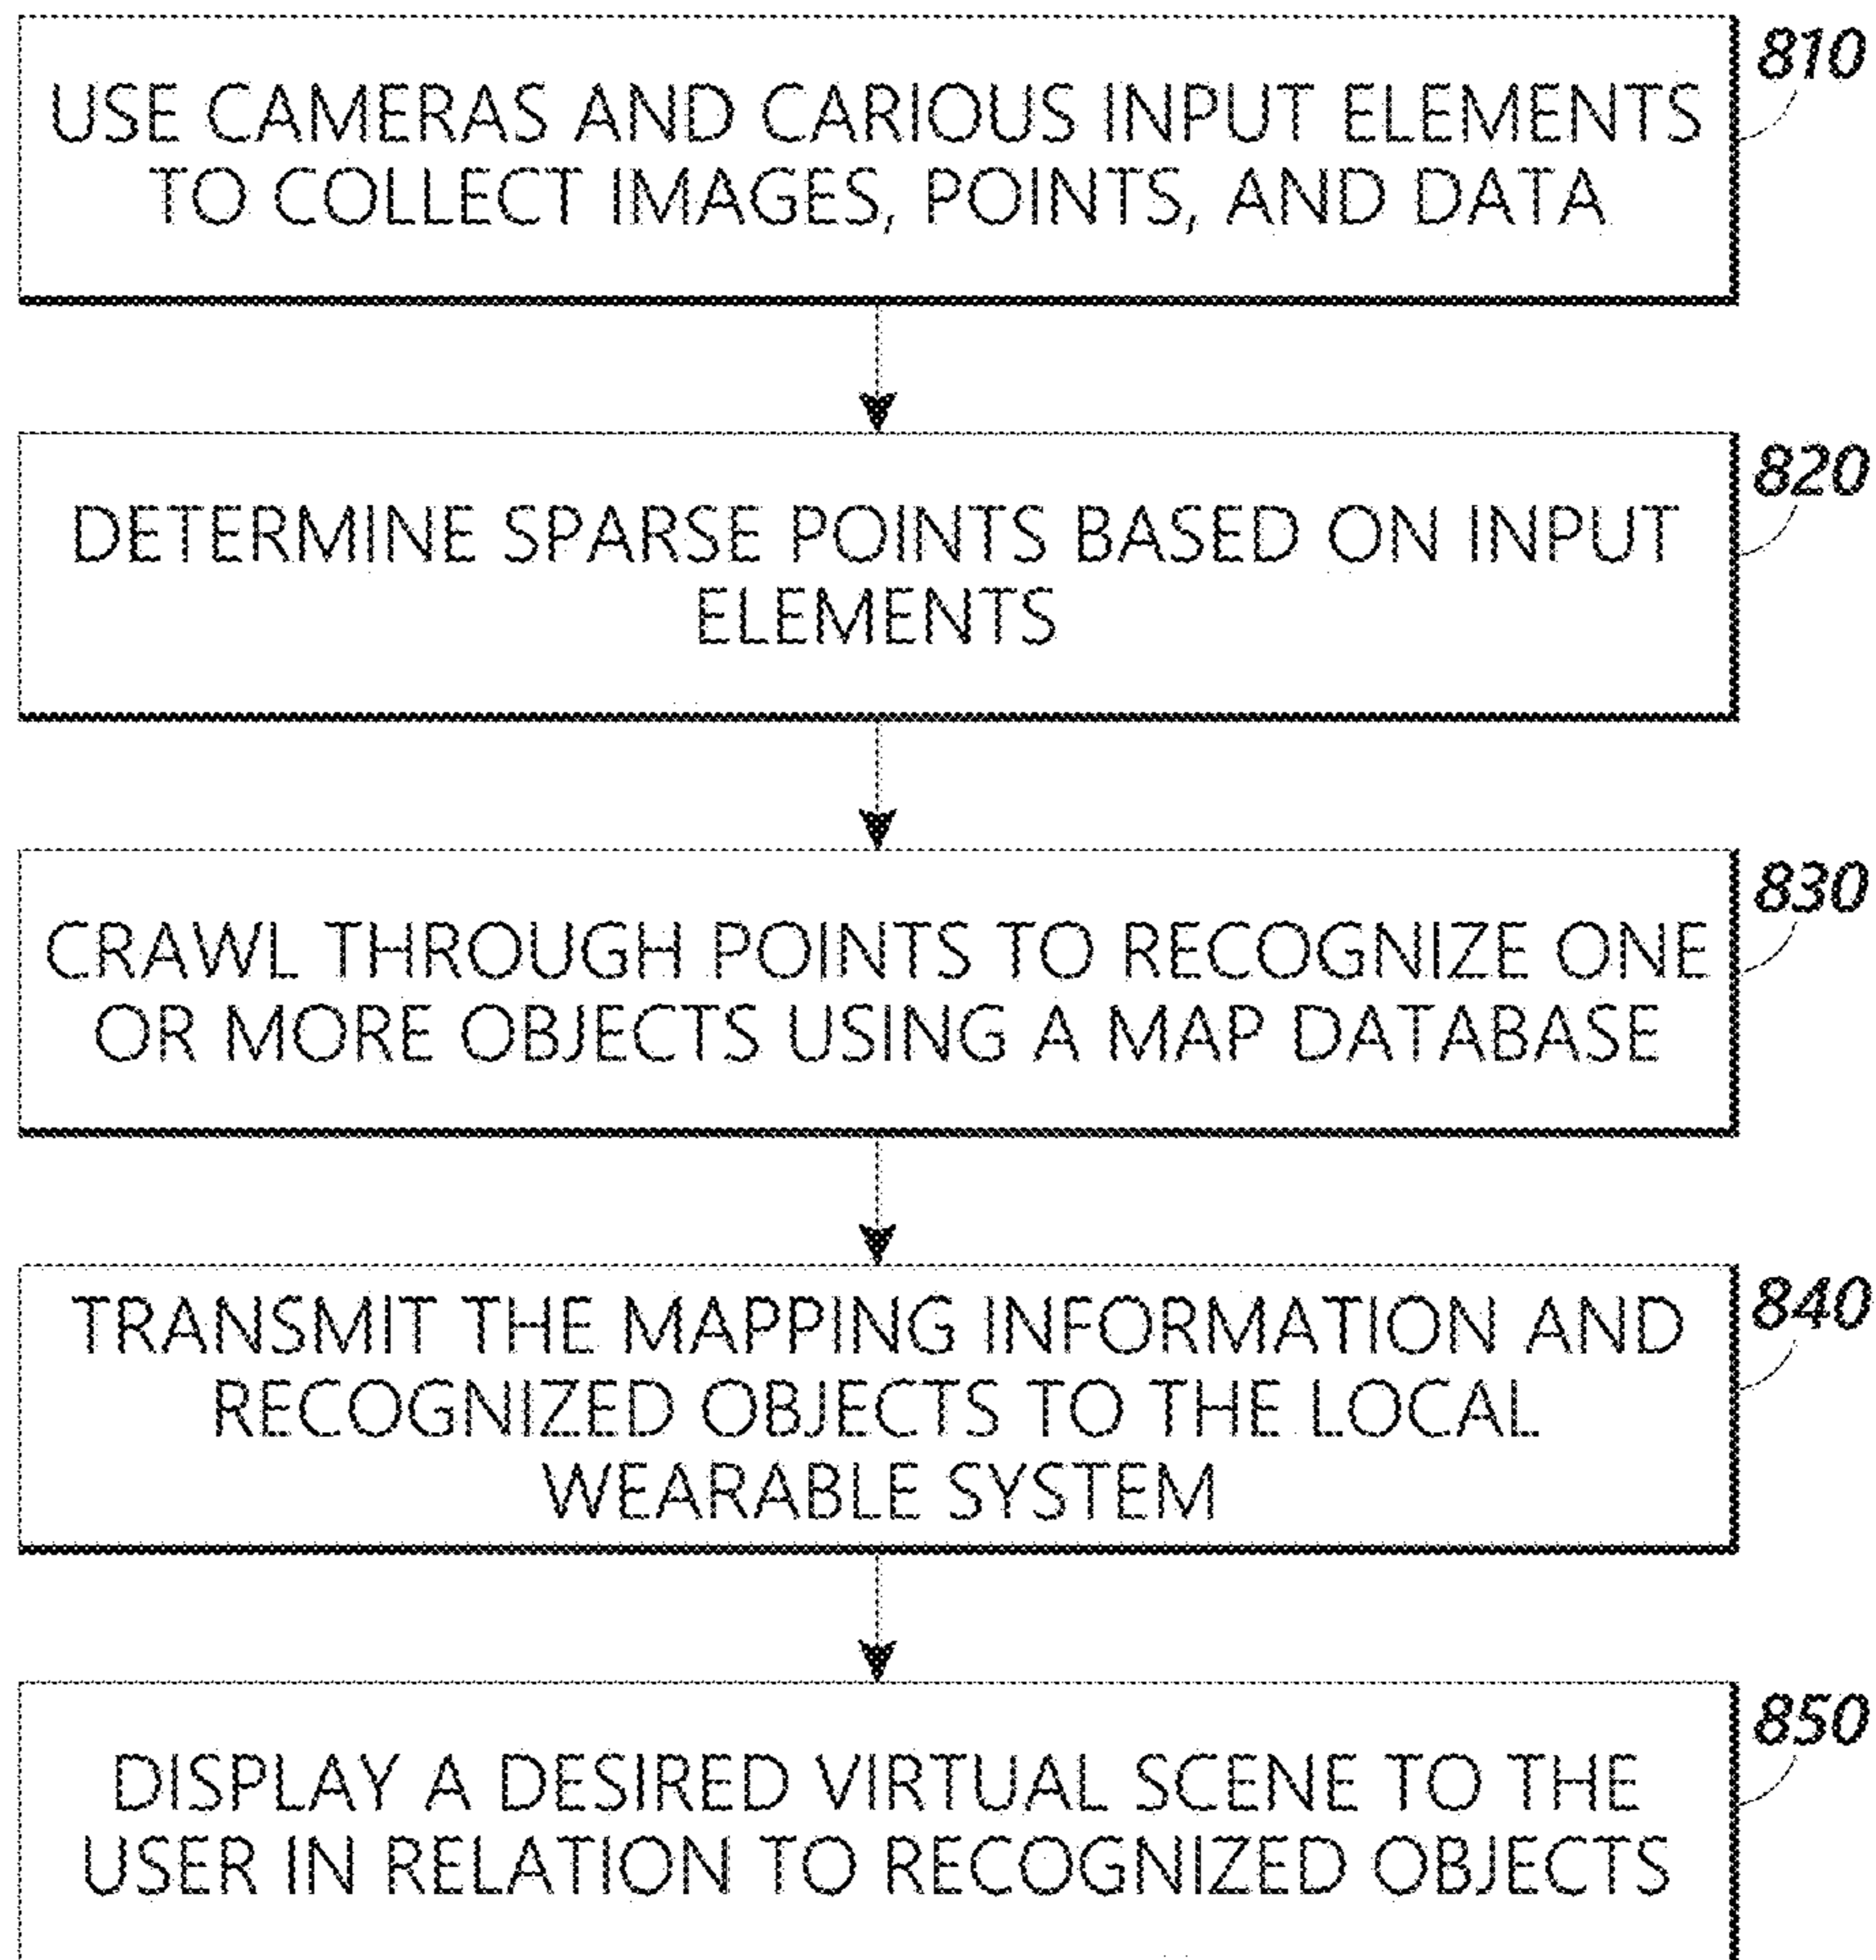 810
USE CAMERAS AND CARIOUS INPUT ELEMENTS
TO COLLECT IMAGES, POINTS, AND DATA
820
DETERMINE SPARSE POINTS BASED ON INPUT
ELEMENTS
830
CRAWL THROUGH POINTS TO RECOGNIZE ONE
OR MORE OBJECTS USING A MAP DATABASE
840
TRANSMIT THE MAPPING INFORMATION AND
RECOGNIZED OBJECTS TO THE LOCAL
WEARABLE SYSTEM
850
DISPLAY A DESIRED VIRTUAL SCENE TO THE
USER IN RELATION TO RECOGNIZED OBJECTS